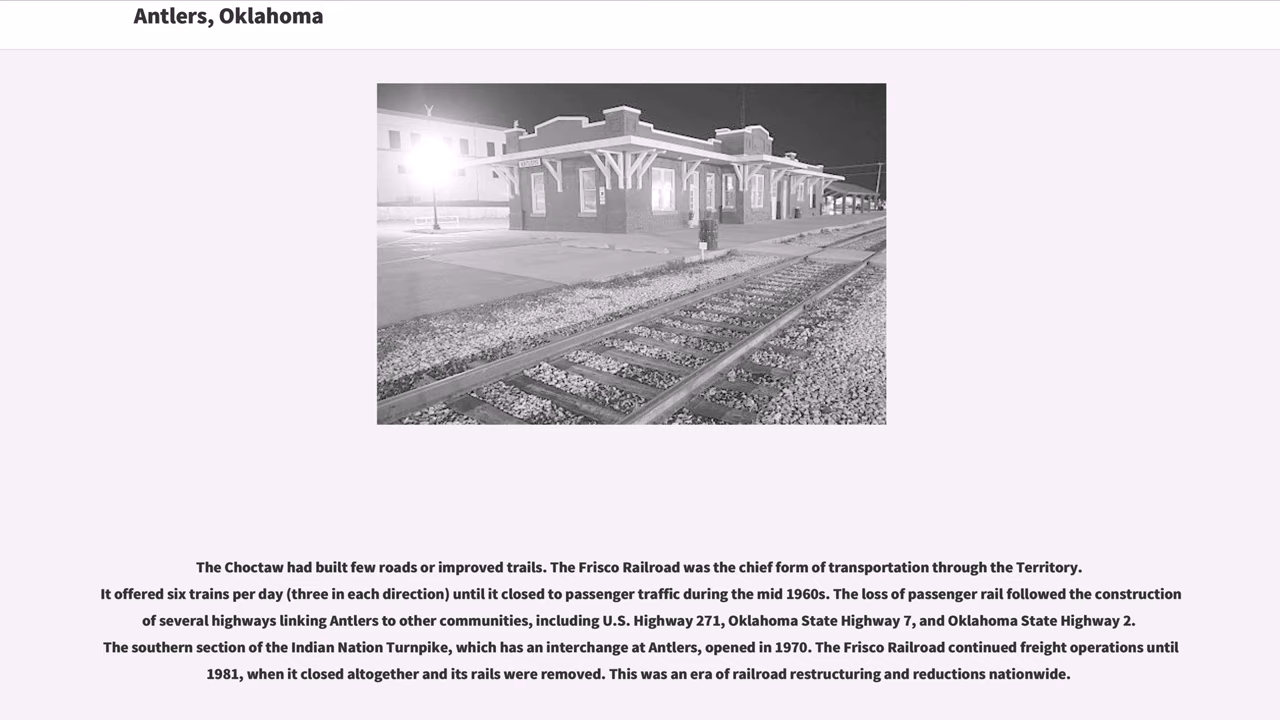 Antlers, Oklahoma
The Choctaw had built few roads or improved trails. The Frisco Railroad was the chief form of transportation through the Territory.
It offered six trains per day (three in each direction) until it closed to passenger traffic during the mid 1960s. The loss of passenger rail followed the construction
of several highways linking Antlers to other communities, including U.S. Highway 271, Oklahoma State Highway 7, and Oklahoma State Highway 2.
The southern section of the Indian Nation Turnpike, which has an interchange at Antlers, opened in 1970. The Frisco Railroad continued freight operations until
1981, when it closed altogether and its rails were removed. This was an era of railroad restructuring and reductions nationwide.